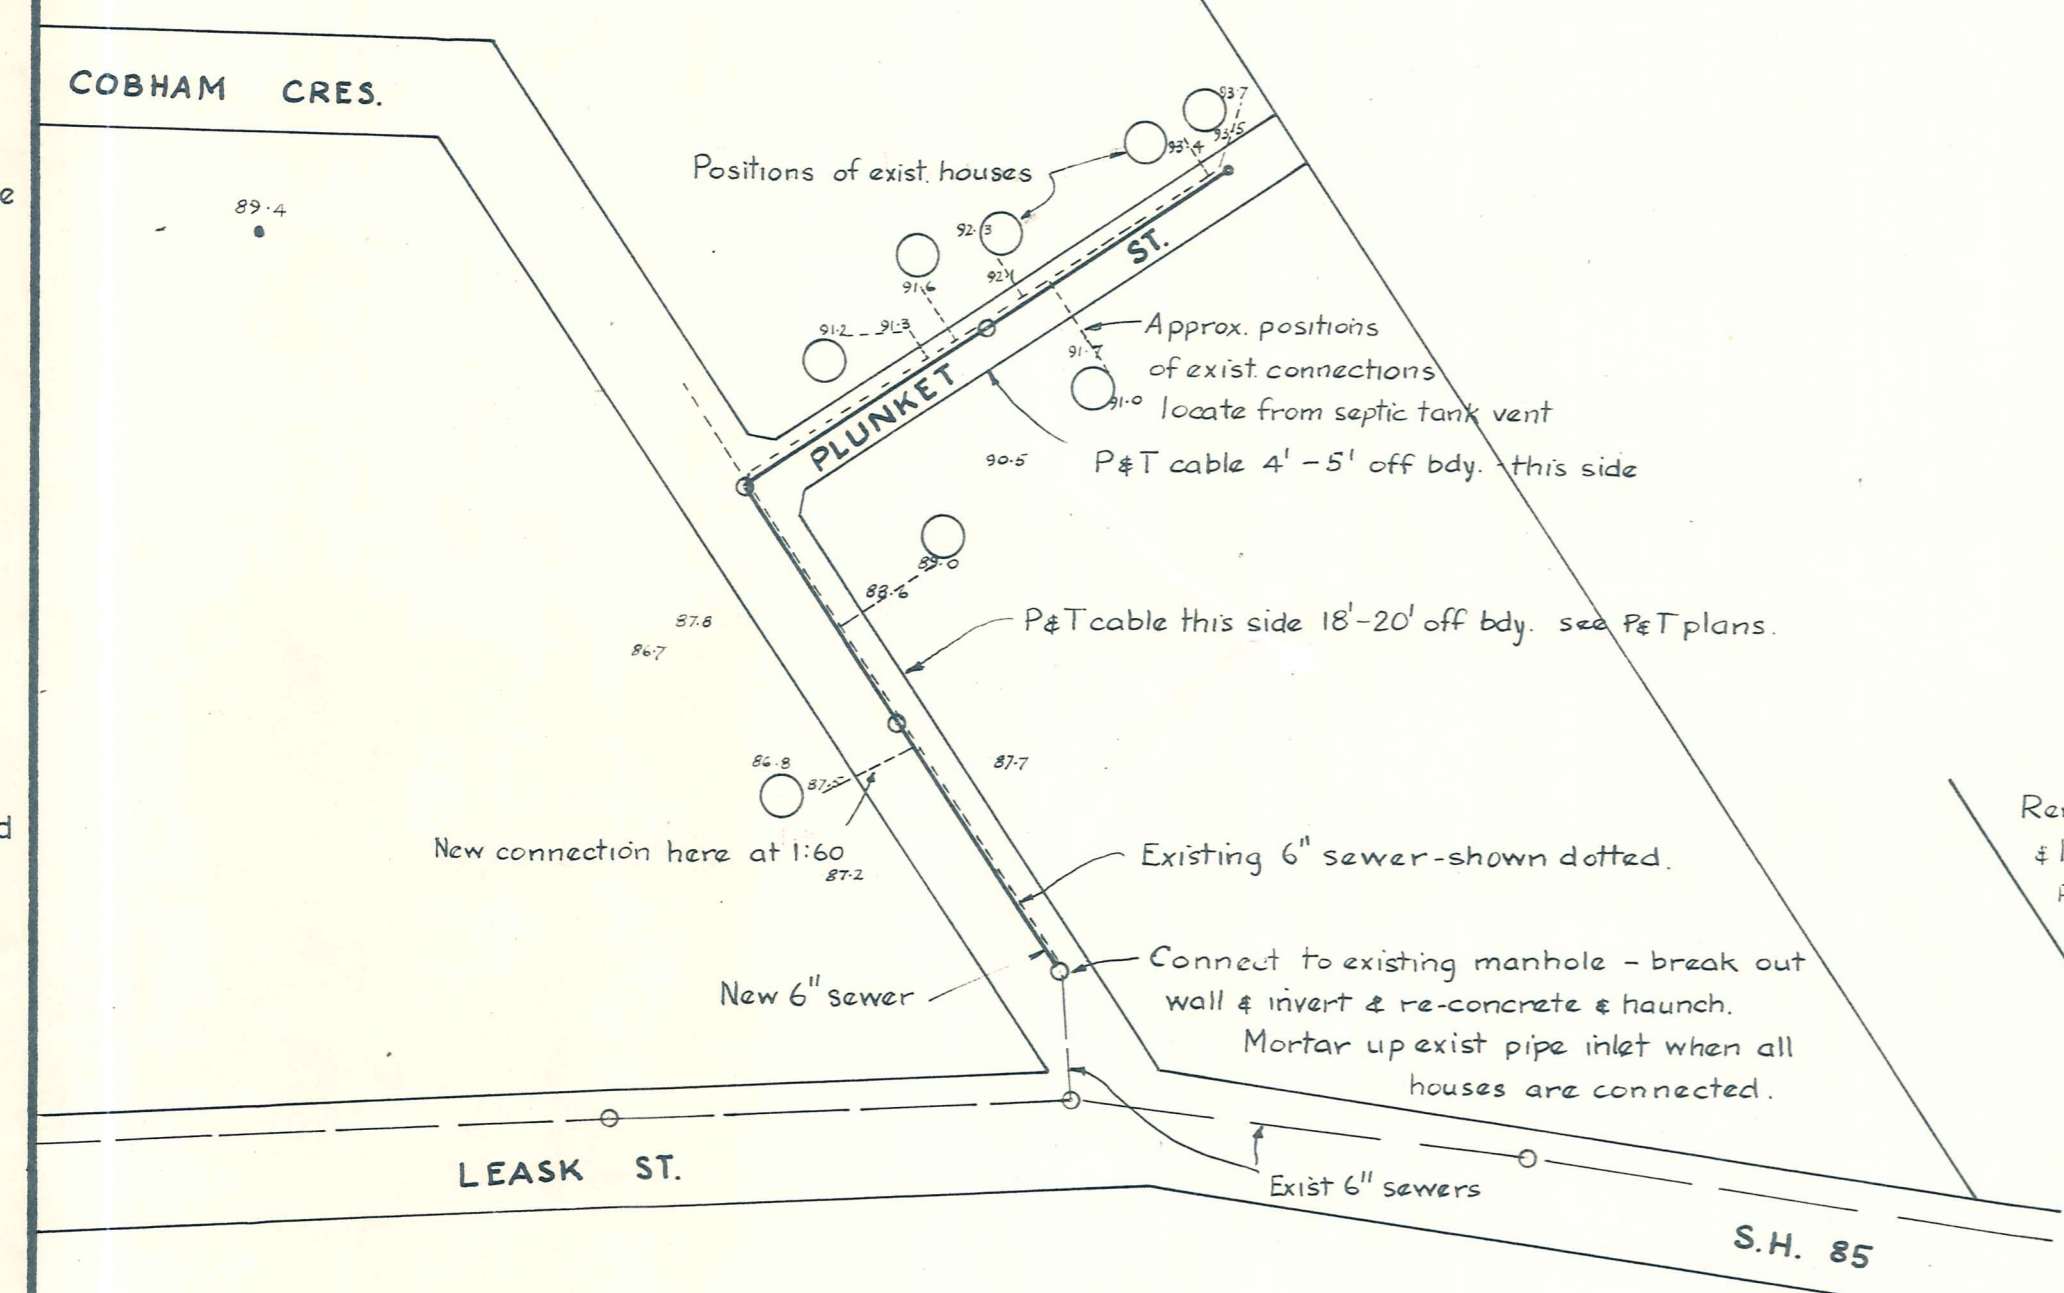 COBHAM CRES.
e
89.4
Positions of exist. houses
93.7
93.5
93.4
92.3
92.1
91.6
91.2
91.3
PLUNKET ST.
Approx. positions
of exist. connections
locate from septic tank vent
91.7
91.0
90.5
P&T cable 4' - 5' off bdy. this side
89.0
88.6
87.8
86.7
P&T cable this side 18'-20' off bdy. see P&T plans.
86.8
87.5
87.7
New connection here at 1:60
87.2
Existing 6" sewer-shown dotted.
d
& 
New 6" sewer
Connect to existing manhole - break out
wall & invert & re-concrete & haunch.
Mortar up exist pipe inlet when all
houses are connected.
LEASK ST.
Exist 6" sewers
S.H. 85